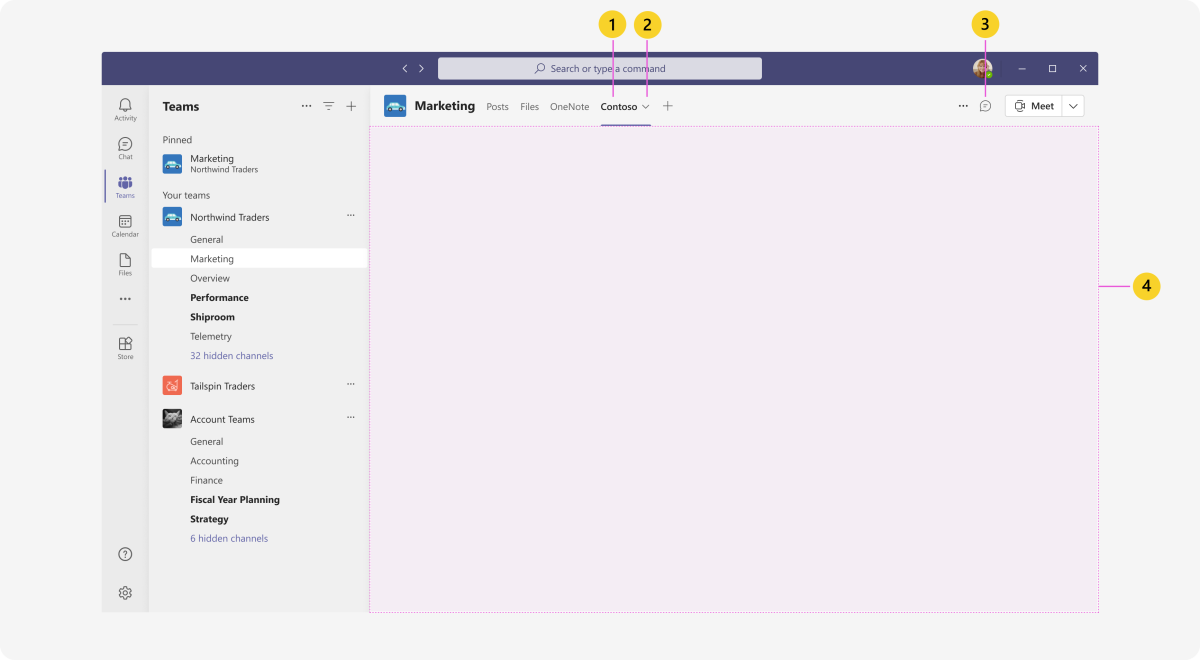 1
2
3
Search or type a command
Activity
Chat
Teams
Calendar
Files
Store
Teams
Pinned
Marketing
Northwind Traders
Your teams
Northwind Traders
General
Marketing
Overview
Performance
Shiproom
Telemetry
32 hidden channels
Tailspin Traders
Account Teams
General
Accounting
Finance
Fiscal Year Planning
Strategy
6 hidden channels
Marketing Posts Files OneNote Contoso
Meet
4